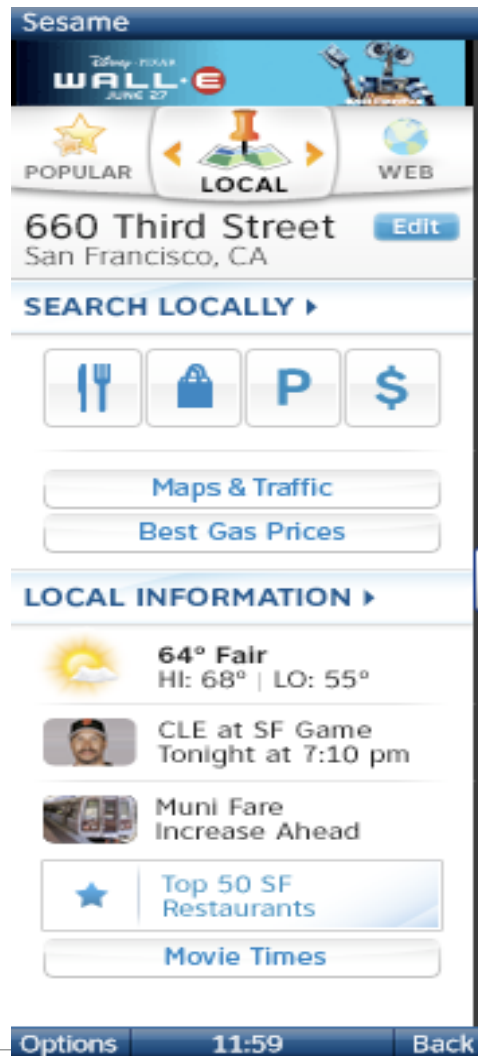 Sesame
Disney · PIXAR
WALL·E
JUNE 27
POPULAR
LOCAL
WEB
660 Third Street
Edit
San Francisco, CA
SEARCH LOCALLY
P
$
Maps & Traffic
Best Gas Prices
LOCAL INFORMATION
64° Fair
HI: 68° | LO: 55°
CLE at SF Game
Tonight at 7:10 pm
Muni Fare
Increase Ahead
Top 50 SF
Restaurants
Movie Times
Options 11:59 Back